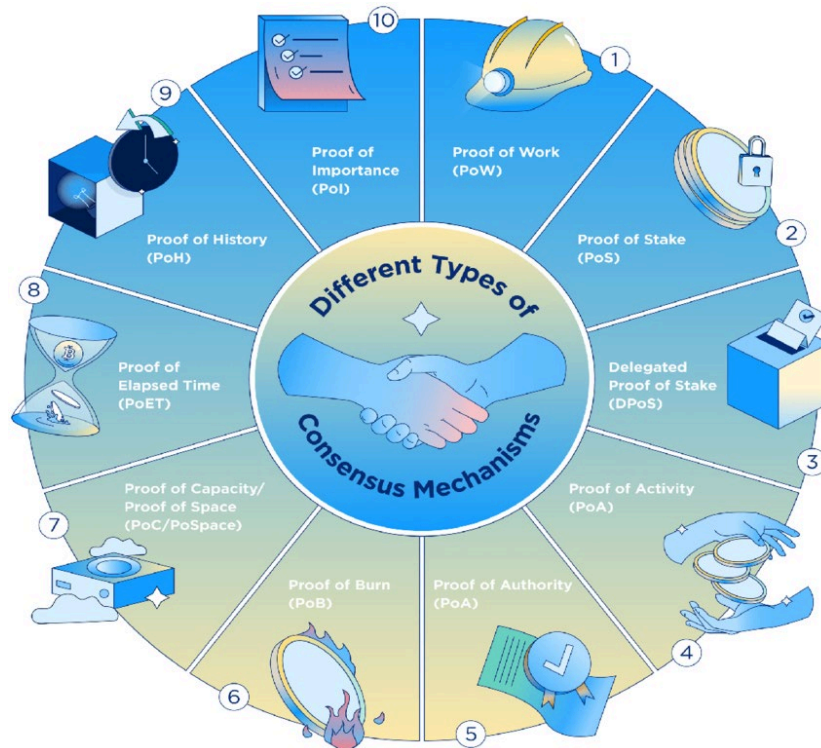 Different Types of
Consensus Mechanisms
1
Proof of Work
(PoW)
2
Proof of Stake
(PoS)
3
Delegated
Proof of Stake
(DPoS)
4
Proof of Activity
(PoA)
5
Proof of Authority
(PoA)
6
Proof of Burn
(PoB)
7
Proof of Capacity/
Proof of Space
(PoC/PoSpace)
8
Proof of
Elapsed Time
(PoET)
9
Proof of History
(PoH)
10
Proof of
Importance
(PoI)